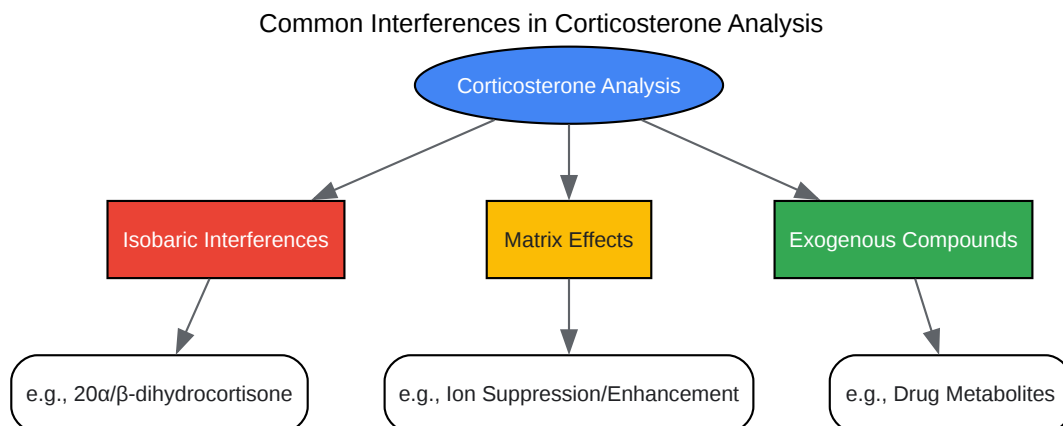 Common Interferences in Corticosterone Analysis
Corticosterone Analysis
Isobaric Interferences
Matrix Effects
Exogenous Compounds
e.g., 20α/β-dihydrocortisone
e.g., Ion Suppression/Enhancement
e.g., Drug Metabolites